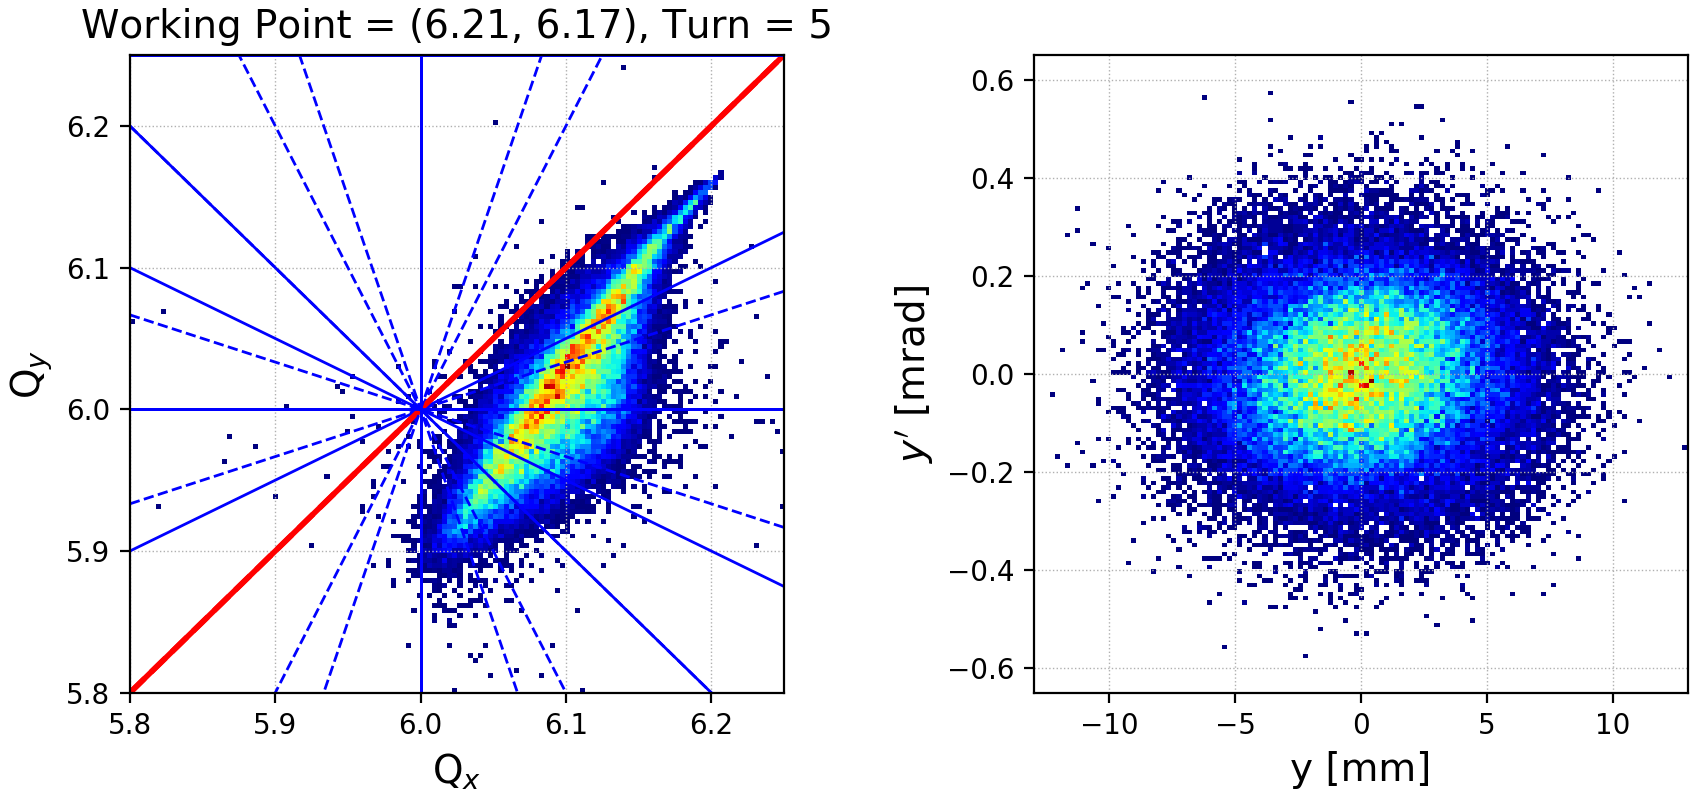 Working Point = (6.21, 6.17), Turn = 5
6.2
6.1
6.0
5.9
5.8
Q_y
5.8 5.9 6.0 6.1 6.2
Q_x
0.6
0.4
0.2
0.0
−0.2
−0.4
−0.6
y′ [mrad]
−10 −5 0 5 10
y [mm]